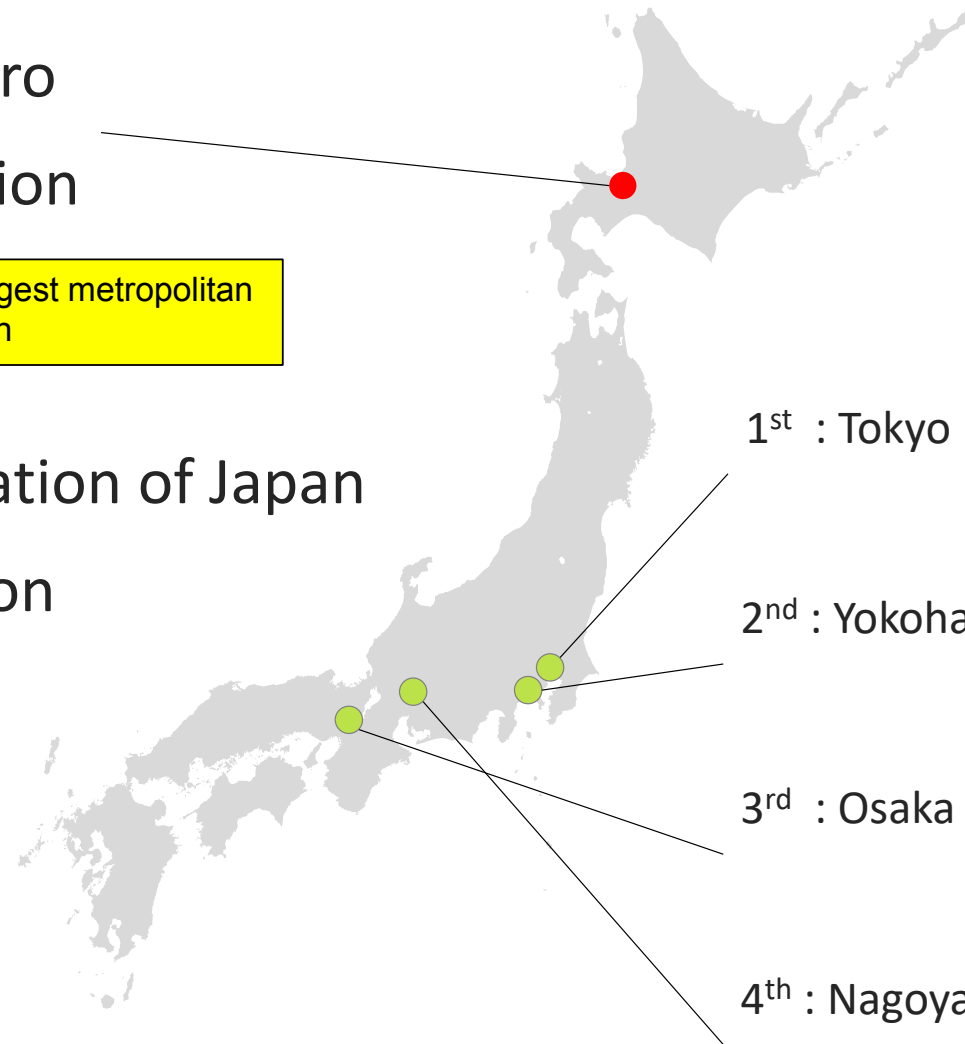 ro
ion
gest metropolitan
n
ation of Japan
on
1st : Tokyo
2nd : Yokoha
3rd : Osaka
4th : Nagoya